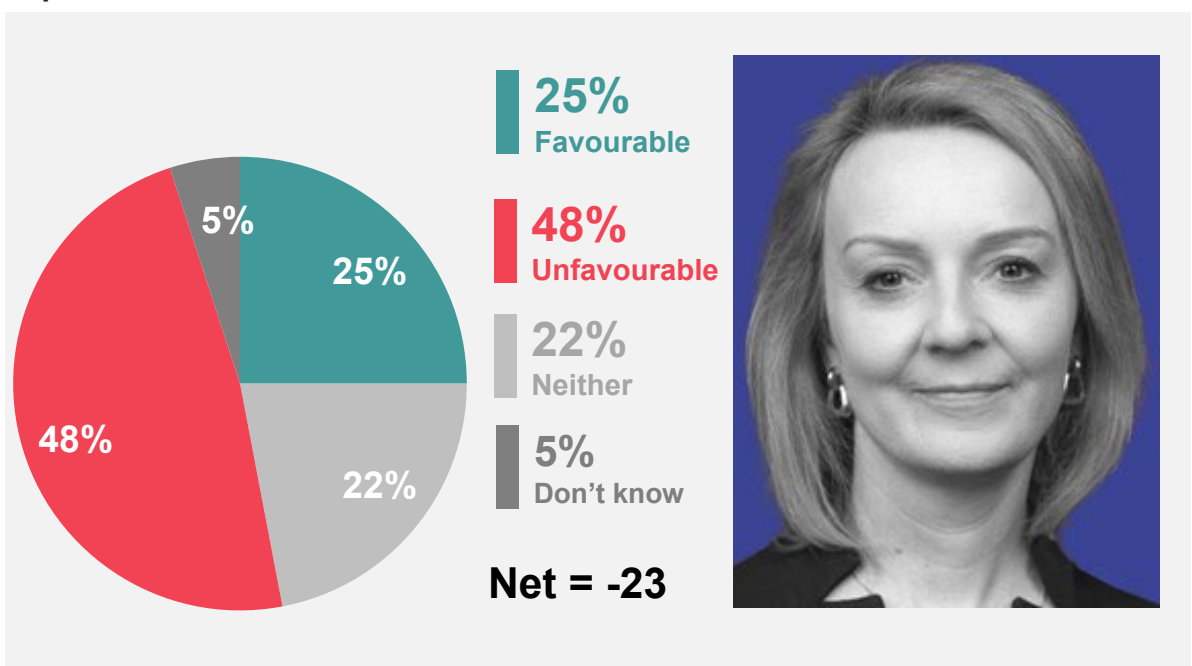 25%
Favourable
48%
Unfavourable
22%
Neither
5%
Don’t know
Net = -23
5%
25%
48%
22%